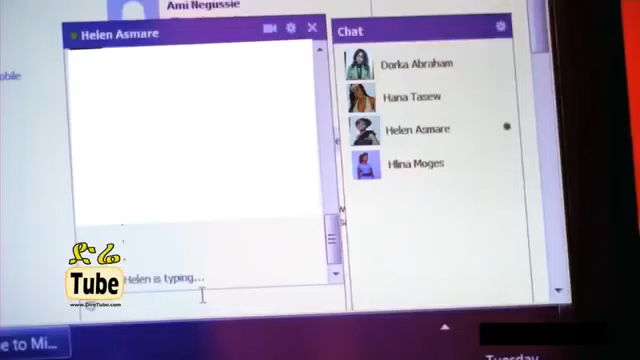 Ami Negussie
Helen Asmare
obile
Helen is typing...
Chat
Dorka Abraham
Hana Tasew
Helen Asmare
Hlina Moges
ድሬ
Tube
www.DireTube.com
e to Mi...
Tuesday